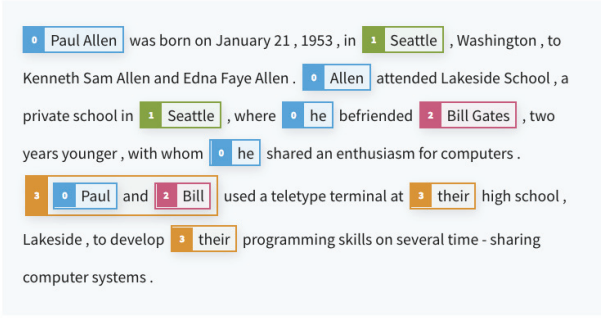 0 Paul Allen was born on January 21 , 1953 , in 1 Seattle , Washington , to
Kenneth Sam Allen and Edna Faye Allen . 0 Allen attended Lakeside School , a
private school in 1 Seattle , where 0 he befriended 2 Bill Gates , two
years younger , with whom 0 he shared an enthusiasm for computers .
3 0 Paul and 2 Bill used a teletype terminal at 3 their high school ,
Lakeside , to develop 3 their programming skills on several time - sharing
computer systems .